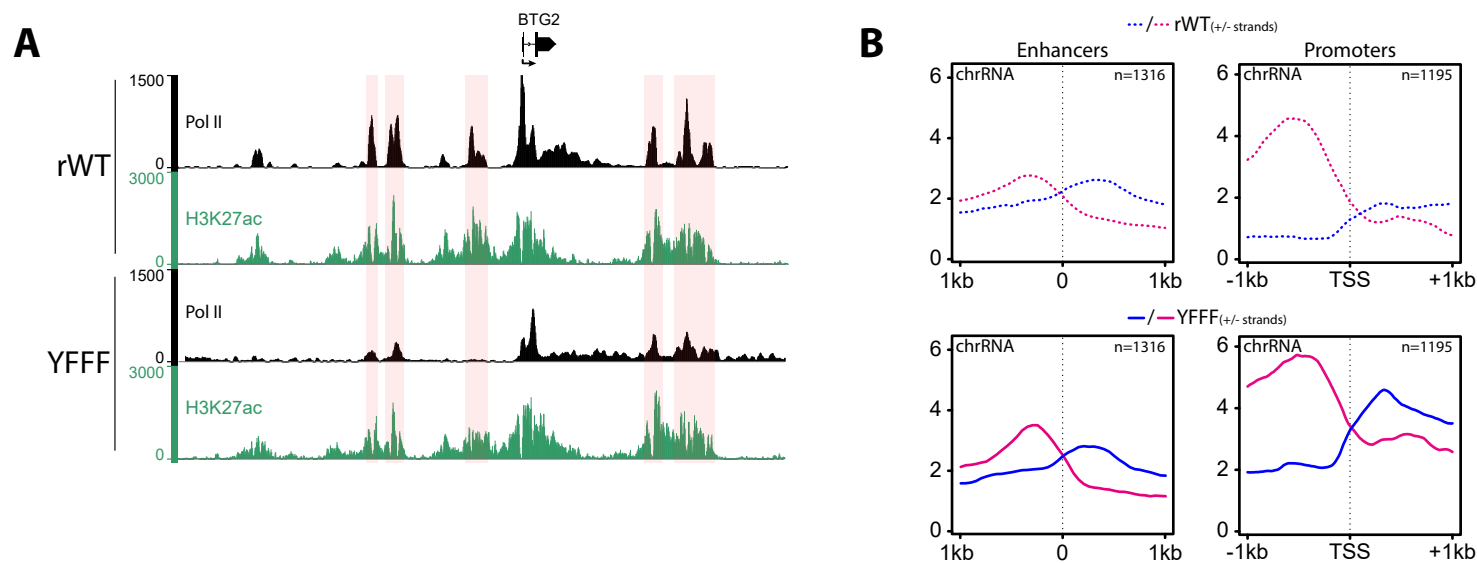 A
BTG2
rWT
1500
Pol II
0
3000
H3K27ac
0
YFFF
1500
Pol II
0
3000
H3K27ac
0
B
/ rWT(+/- strands)
Enhancers
Promoters
6
4
2
0
chrRNA
n=1316
1kb
0
1kb
6
4
2
0
chrRNA
n=1195
-1kb
TSS
+1kb
/ YFFF(+/- strands)
6
4
2
0
chrRNA
n=1316
1kb
0
1kb
6
4
2
0
chrRNA
n=1195
-1kb
TSS
+1kb